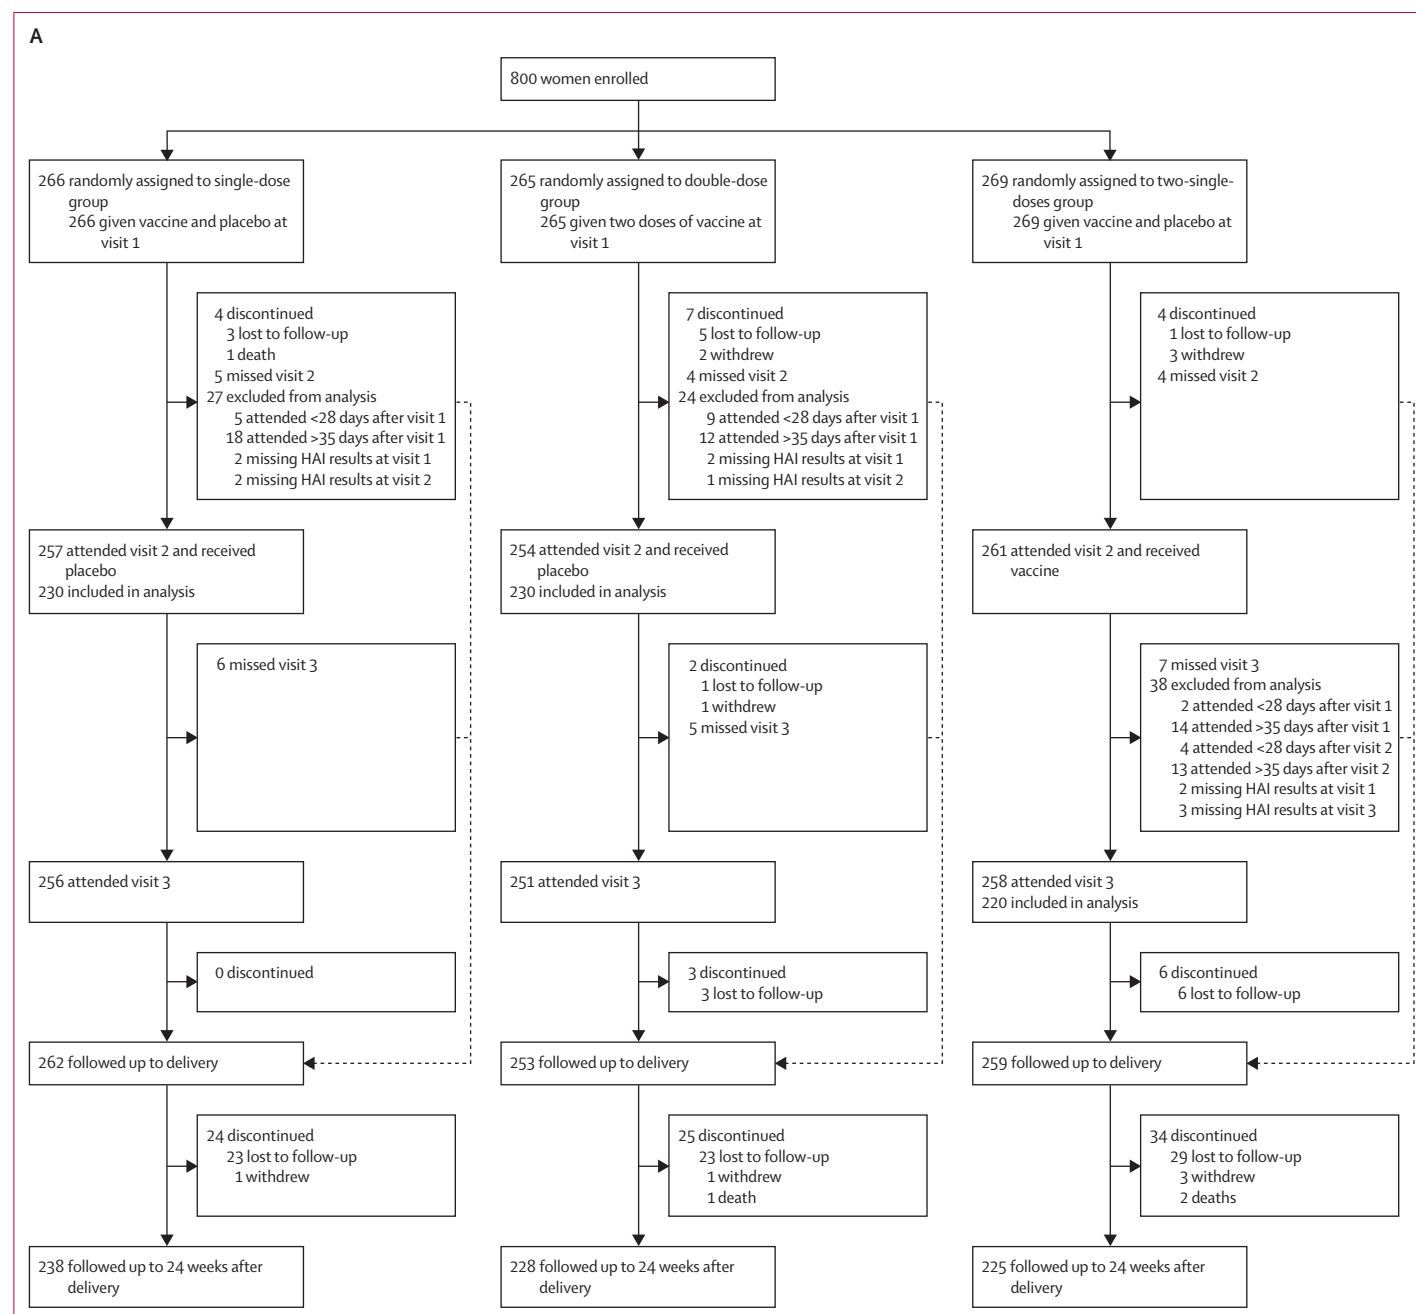 A
800 women enrolled
266 randomly assigned to single-dose
group
266 given vaccine and placebo at
visit 1
265 randomly assigned to double-dose
group
265 given two doses of vaccine at
visit 1
269 randomly assigned to two-single-
doses group
269 given vaccine and placebo at
visit 1
4 discontinued
3 lost to follow-up
1 death
5 missed visit 2
27 excluded from analysis
5 attended <28 days after visit 1
18 attended >35 days after visit 1
2 missing HAI results at visit 1
2 missing HAI results at visit 2
7 discontinued
5 lost to follow-up
2 withdrew
4 missed visit 2
24 excluded from analysis
9 attended <28 days after visit 1
12 attended >35 days after visit 1
2 missing HAI results at visit 1
1 missing HAI results at visit 2
4 discontinued
1 lost to follow-up
3 withdrew
4 missed visit 2
257 attended visit 2 and received
placebo
230 included in analysis
254 attended visit 2 and received
placebo
230 included in analysis
261 attended visit 2 and received
vaccine
6 missed visit 3
2 discontinued
1 lost to follow-up
1 withdrew
5 missed visit 3
7 missed visit 3
38 excluded from analysis
2 attended <28 days after visit 1
14 attended >35 days after visit 1
4 attended <28 days after visit 2
13 attended >35 days after visit 2
2 missing HAI results at visit 1
3 missing HAI results at visit 3
256 attended visit 3
251 attended visit 3
258 attended visit 3
220 included in analysis
0 discontinued
3 discontinued
3 lost to follow-up
6 discontinued
6 lost to follow-up
262 followed up to delivery
253 followed up to delivery
259 followed up to delivery
24 discontinued
23 lost to follow-up
1 withdrew
25 discontinued
23 lost to follow-up
1 withdrew
1 death
34 discontinued
29 lost to follow-up
3 withdrew
2 deaths
238 followed up to 24 weeks after
delivery
228 followed up to 24 weeks after
delivery
225 followed up to 24 weeks after
delivery